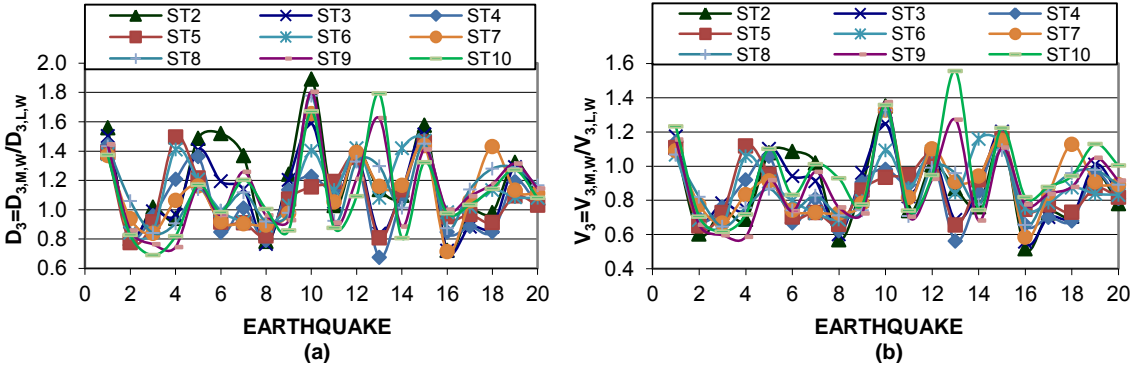 ST2 ST3 ST4
ST5 ST6 ST7
ST8 ST9 ST10
2.0
1.8
1.6
1.4
1.2
1.0
0.8
0.6
D3=D3,M,W/D3,L,W
0 2 4 6 8 10 12 14 16 18 20
EARTHQUAKE
(a)
ST2 ST3 ST4
ST5 ST6 ST7
ST8 ST9 ST10
1.6
1.4
1.2
1.0
0.8
0.6
0.4
V3=V3,M,W/V3,L,W
0 2 4 6 8 10 12 14 16 18 20
EARTHQUAKE
(b)